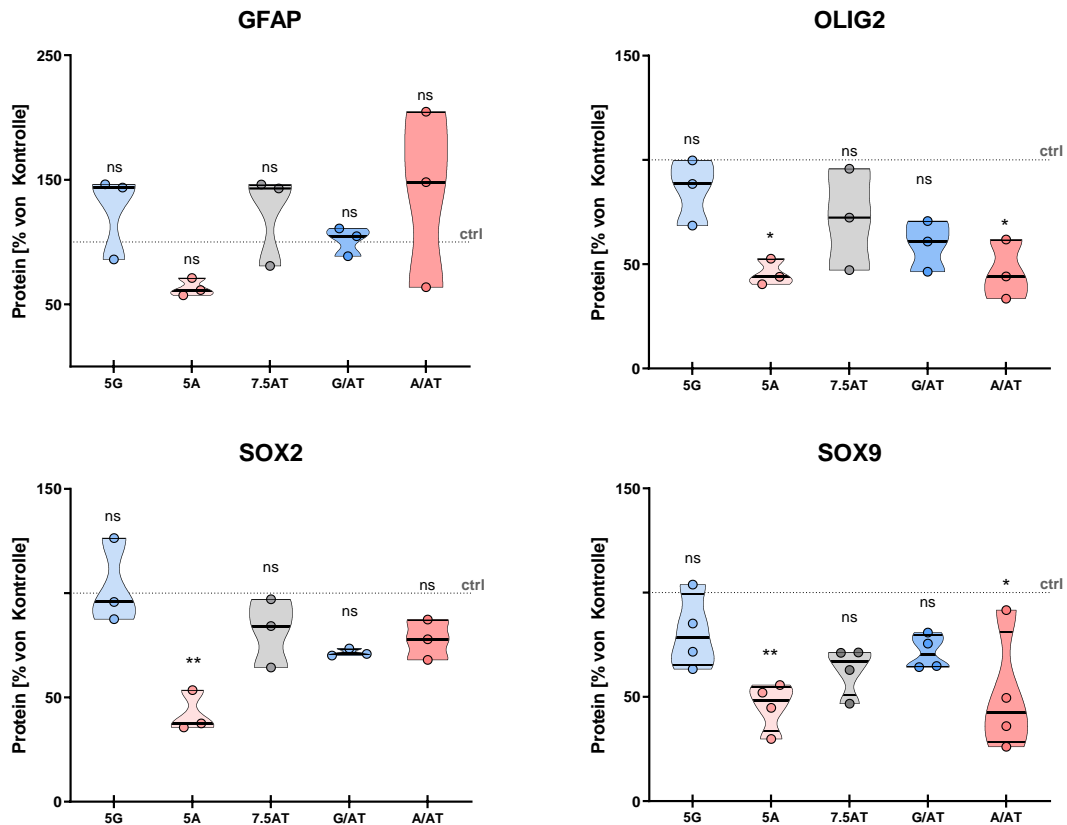 GFAP
Protein [% von Kontrolle]
250
150
50
ns
ns
ns
ns
ns
ctrl
5G 5A 7.5AT G/AT A/AT
OLIG2
Protein [% von Kontrolle]
150
50
0
ns
*
ns
ns
*
ctrl
5G 5A 7.5AT G/AT A/AT
SOX2
Protein [% von Kontrolle]
150
50
0
ns
**
ns
ns
ns
ctrl
5G 5A 7.5AT G/AT A/AT
SOX9
Protein [% von Kontrolle]
150
50
0
ns
**
ns
ns
*
ctrl
5G 5A 7.5AT G/AT A/AT